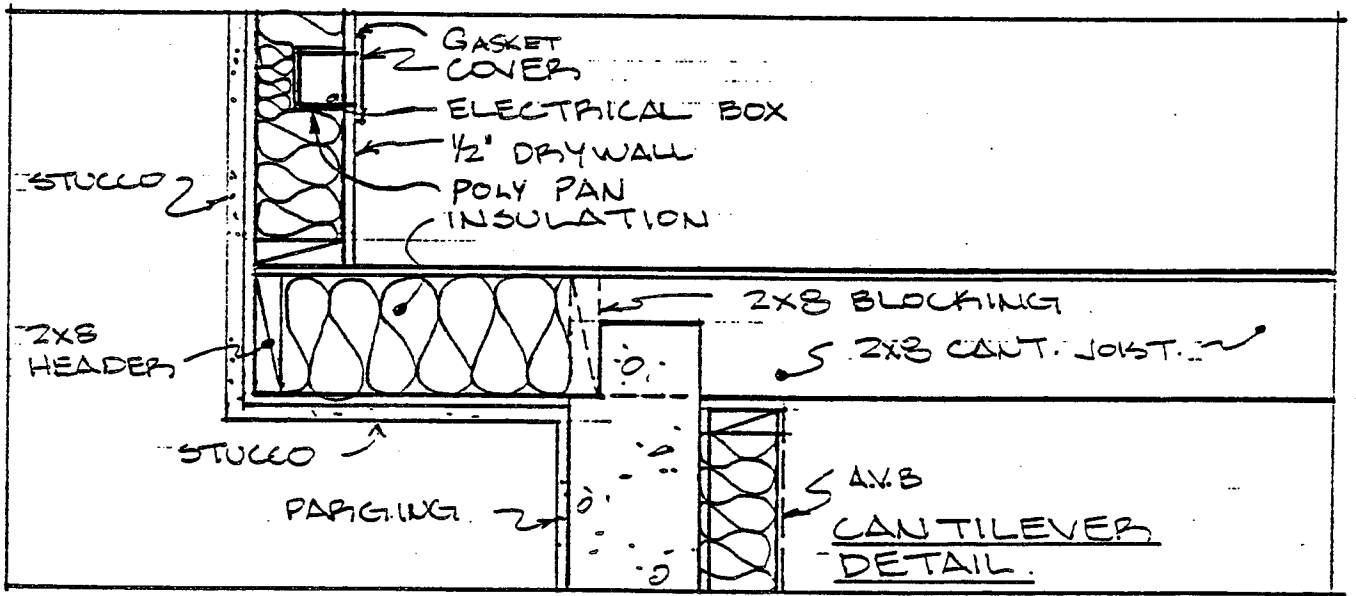 GASKET
COVER
ELECTRICAL BOX
1/2" DRYWALL
POLY PAN
INSULATION
STUCCO
2X8 BLOCKING
2X8
HEADER
2X8 CANT. JOIST.
STUCCO
PARGING
A.V.B
CANTILEVER
DETAIL.